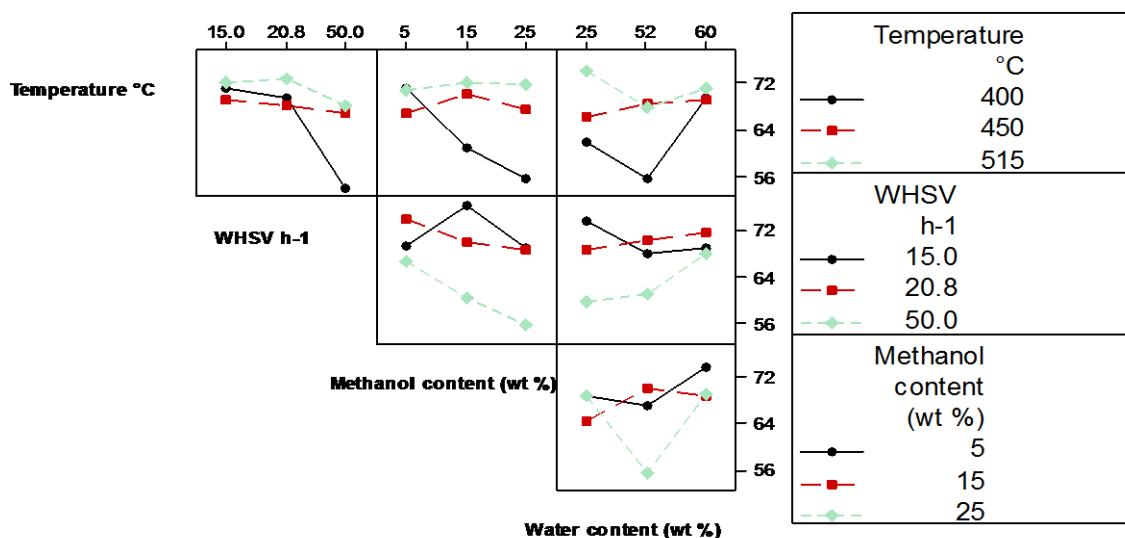 15.0 20.8 50.0 5 15 25 25 52 60
Temperature °C
72
64
56
WHSV h-1
72
64
56
Methanol content (wt %)
72
64
56
Water content (wt %)
Temperature
°C
400
450
515
WHSV
h-1
15.0
20.8
50.0
Methanol
content
(wt %)
5
15
25